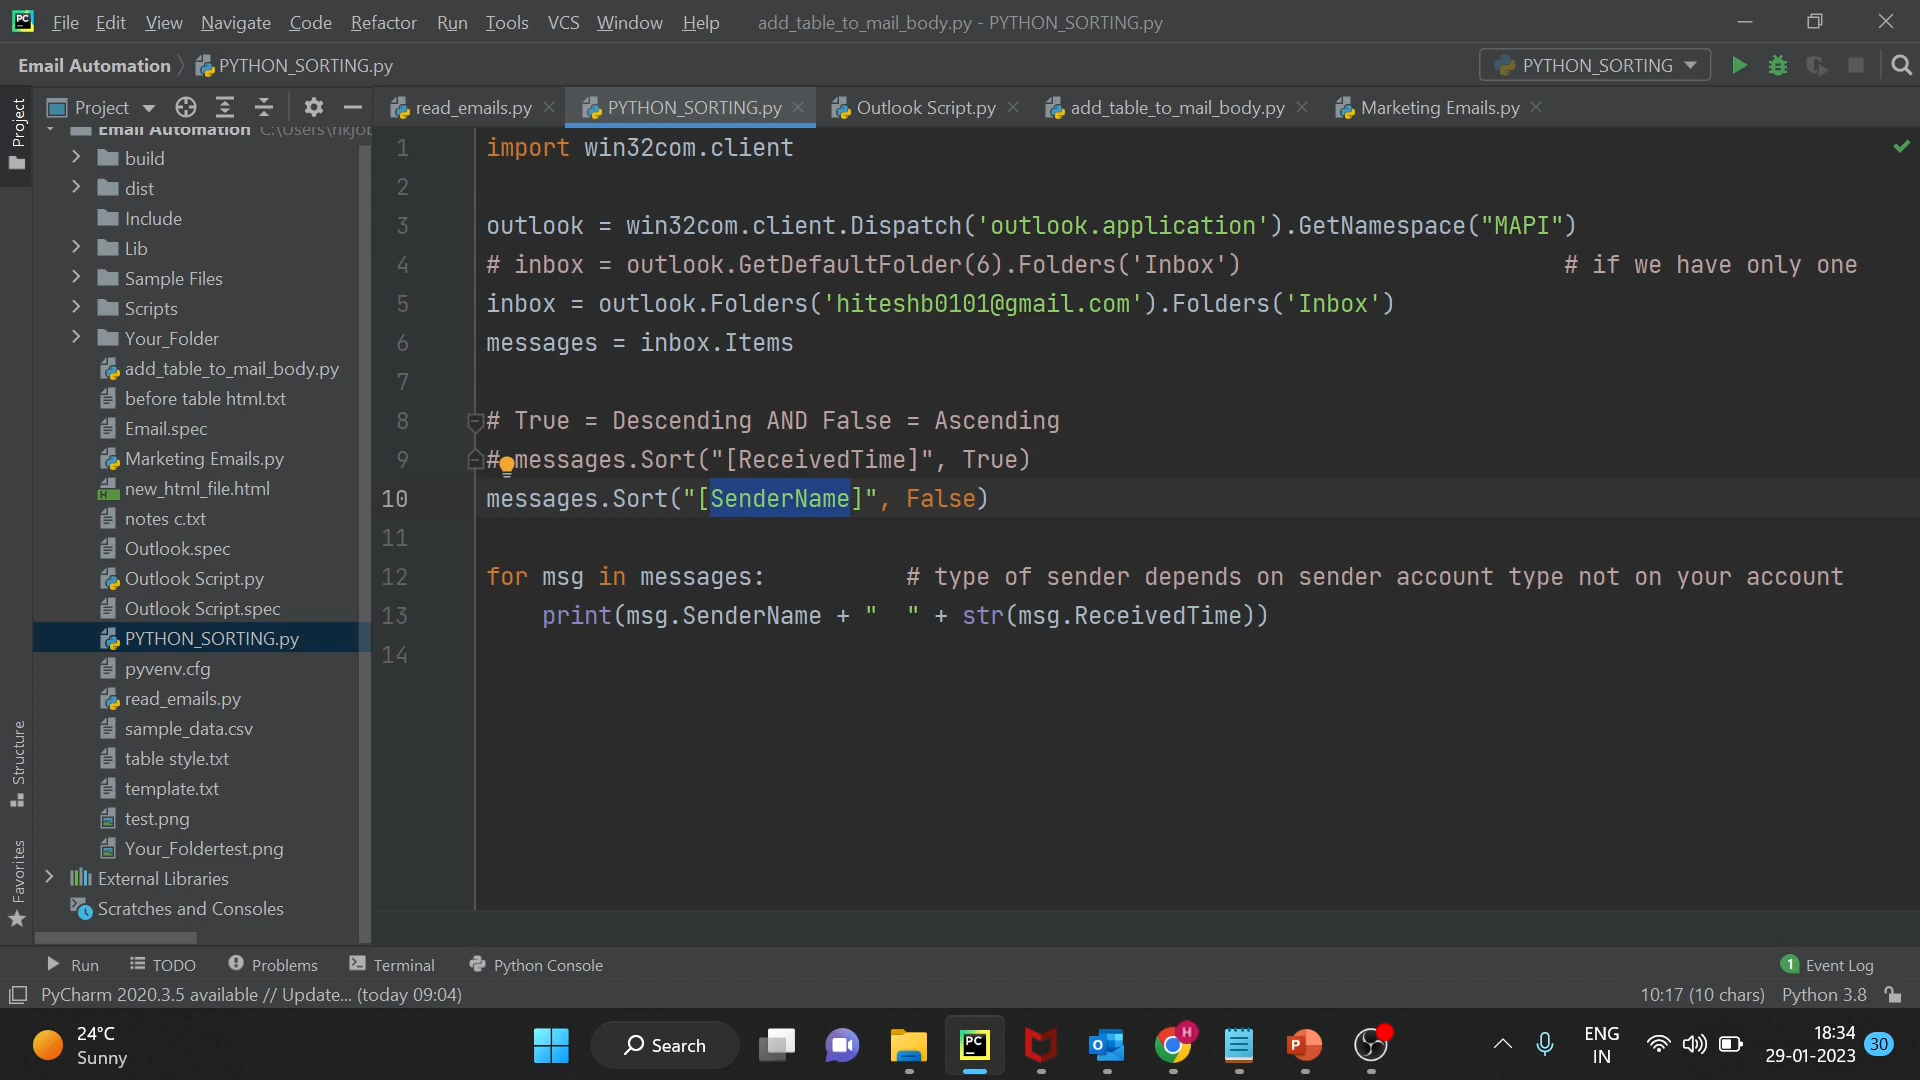 File Edit View Navigate Code Refactor Run Tools VCS Window Help add_table_to_mail_body.py - PYTHON_SORTING.py
Email Automation PYTHON_SORTING.py PYTHON_SORTING
Project read_emails.py PYTHON_SORTING.py Outlook Script.py add_table_to_mail_body.py Marketing Emails.py
Project
Structure
Favorites
Email Automation
build
dist
Include
Lib
Sample Files
Scripts
Your_Folder
add_table_to_mail_body.py
before table html.txt
Email.spec
Marketing Emails.py
new_html_file.html
notes c.txt
Outlook.spec
Outlook Script.py
Outlook Script.spec
PYTHON_SORTING.py
pyvenv.cfg
read_emails.py
sample_data.csv
table style.txt
template.txt
test.png
Your_Foldertest.png
External Libraries
Scratches and Consoles
1 import win32com.client
2
3 outlook = win32com.client.Dispatch('outlook.application').GetNamespace("MAPI")
4 # inbox = outlook.GetDefaultFolder(6).Folders('Inbox') # if we have only one
5 inbox = outlook.Folders('hiteshb0101@gmail.com').Folders('Inbox')
6 messages = inbox.Items
7
8 # True = Descending AND False = Ascending
9 # messages.Sort("[ReceivedTime]", True)
10 messages.Sort("[SenderName]", False)
11
12 for msg in messages: # type of sender depends on sender account type not on your account
13 print(msg.SenderName + "  " + str(msg.ReceivedTime))
14
Run TODO Problems Terminal Python Console 1 Event Log
PyCharm 2020.3.5 available // Update... (today 09:04) 10:17 (10 chars) Python 3.8
24°C
Sunny
Search
PC
H
ENG
IN
18:34
29-01-2023
30